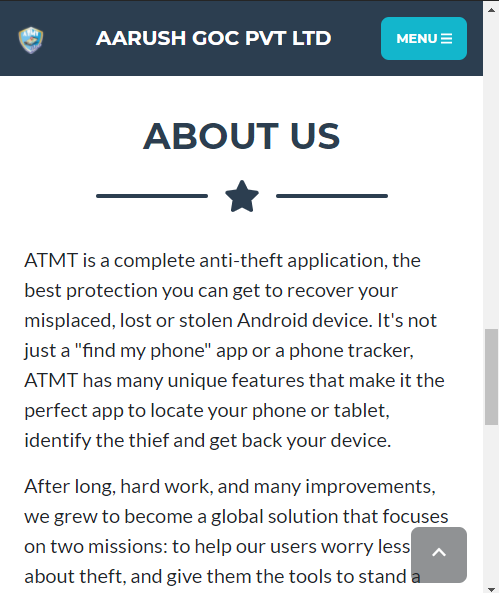 AARUSH GOC PVT LTD
MENU
ABOUT US
ATMT is a complete anti-theft application, the
best protection you can get to recover your
misplaced, lost or stolen Android device. It's not
just a "find my phone" app or a phone tracker,
ATMT has many unique features that make it the
perfect app to locate your phone or tablet,
identify the thief and get back your device.
After long, hard work, and many improvements,
we grew to become a global solution that focuses
on two missions: to help our users worry less
about theft, and give them the tools to stand a